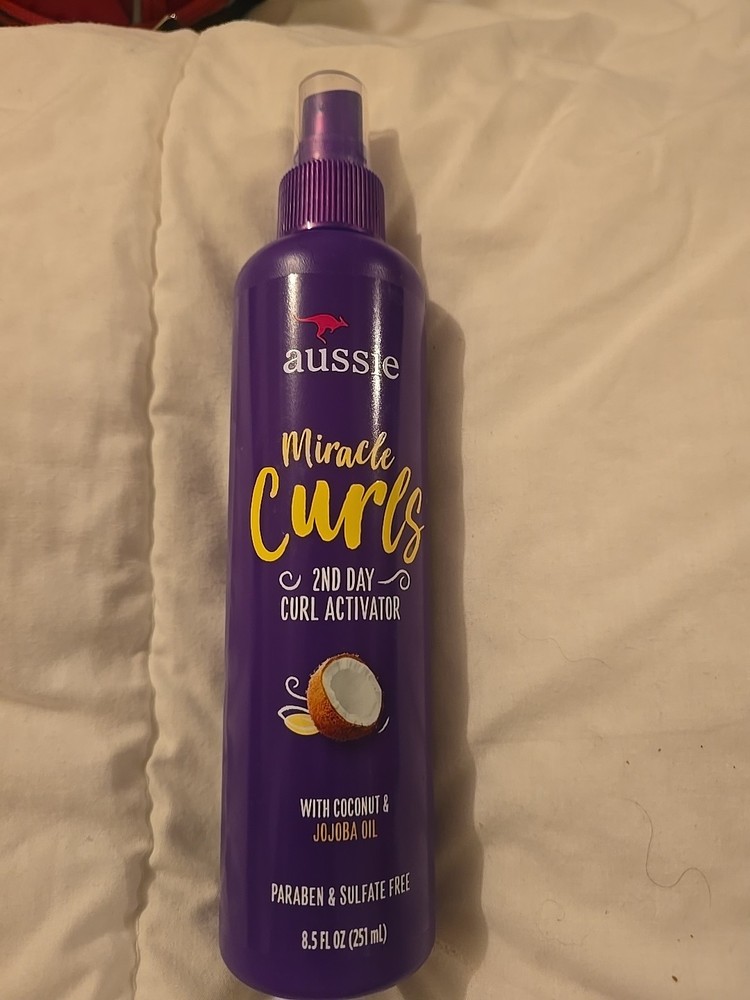 aussie
Miracle
Curls
2ND DAY
CURL ACTIVATOR
WITH COCONUT &
JOJOBA OIL
PARABEN & SULFATE FREE
8.5 FL OZ (251 mL)